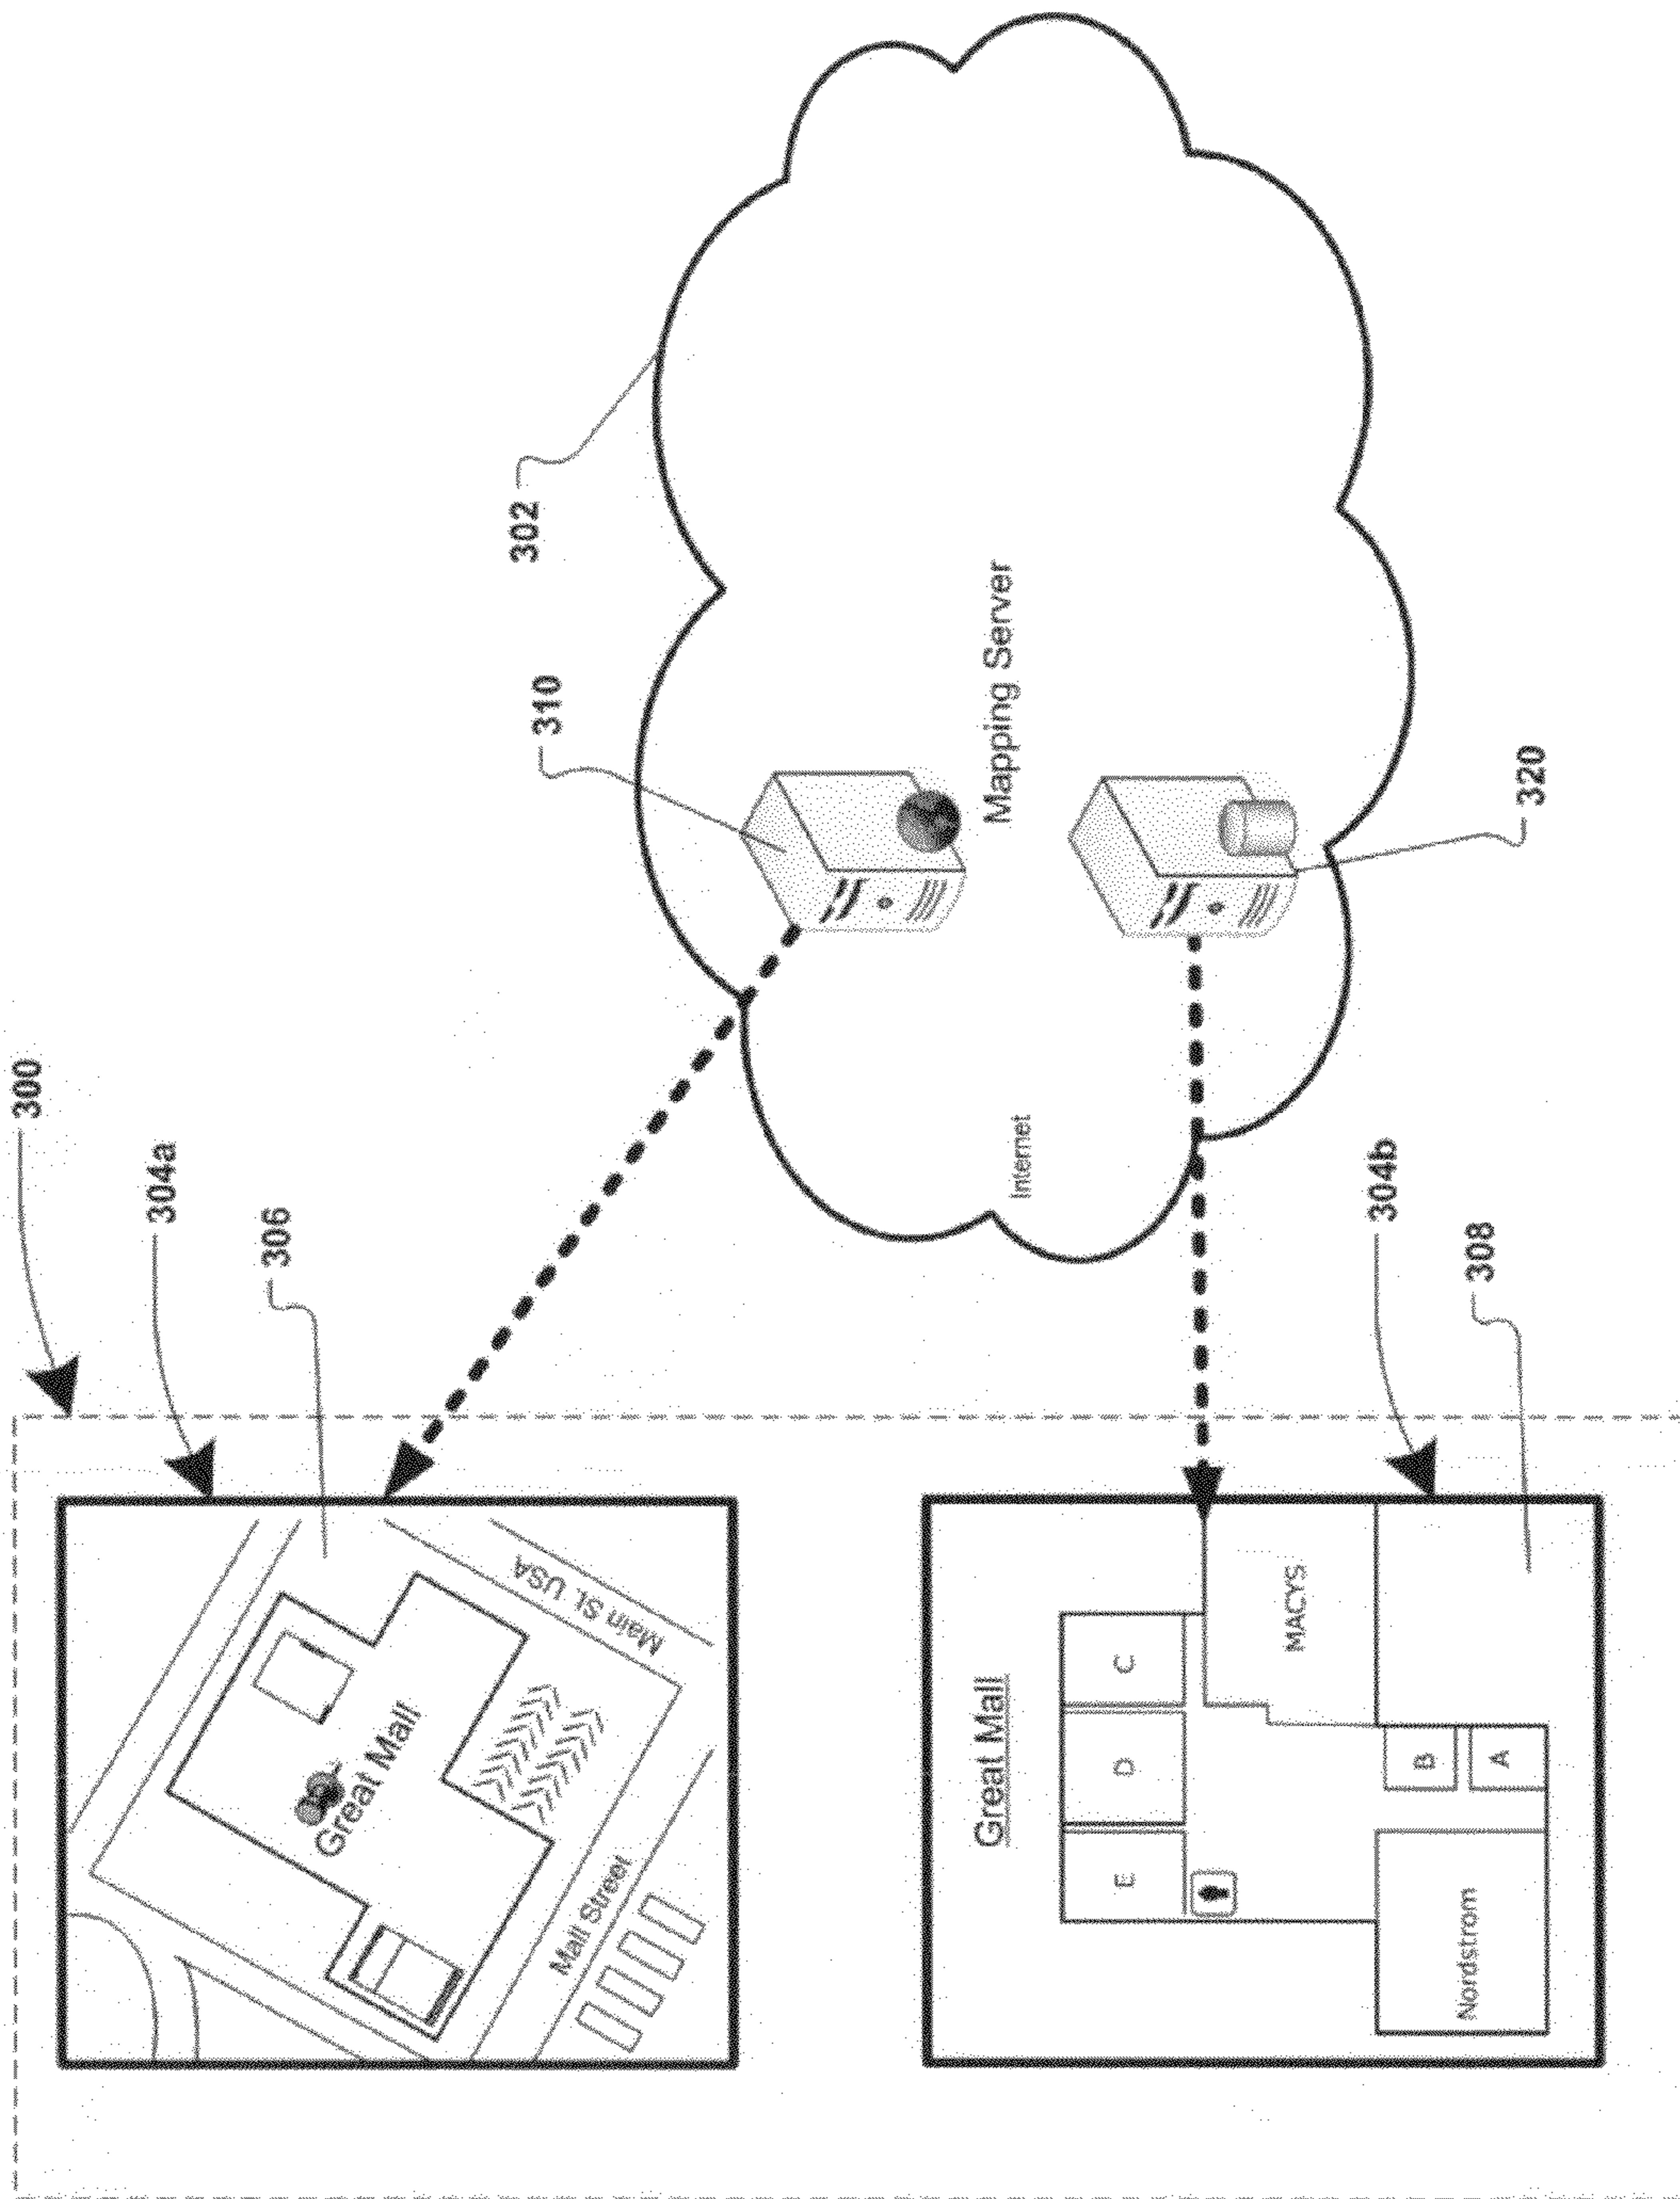 300
304a
306
Great Mall
302
310
Mall Street
Main St. USA
Great Mall
Mapping Server
Internet
E D C
MACYS
304b
B
Nordstrom
308
A
320